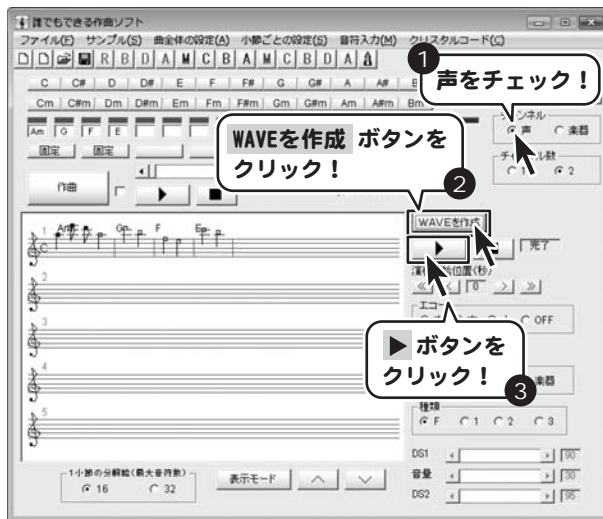 誰でもできる作曲ソフト
ファイル(F) サンプル(S) 曲全体の設定(A) 小節ごとの設定(S) 音符入力(M) クリスタルコード(C)
R B D A M C B A M C B D A
C C# D D# E F F# G G# A A#
Cm C#m Dm D#m Em Fm F#m Gm G#m Am A#m Bm
1
声をチェック！
声 楽器
Am G F E
固定 固定
C 1 2
作曲
WAVEを作成 ボタンを
クリック！
2
WAVEを作成
完了
0
OFF
▶ ボタンを
クリック！
3
楽器
種類
F 1 2 3
1
F
2
3
4
5
DS1 90
音量 30
DS2 95
1小節の分解能(最大音符数)
16 32
表示モード